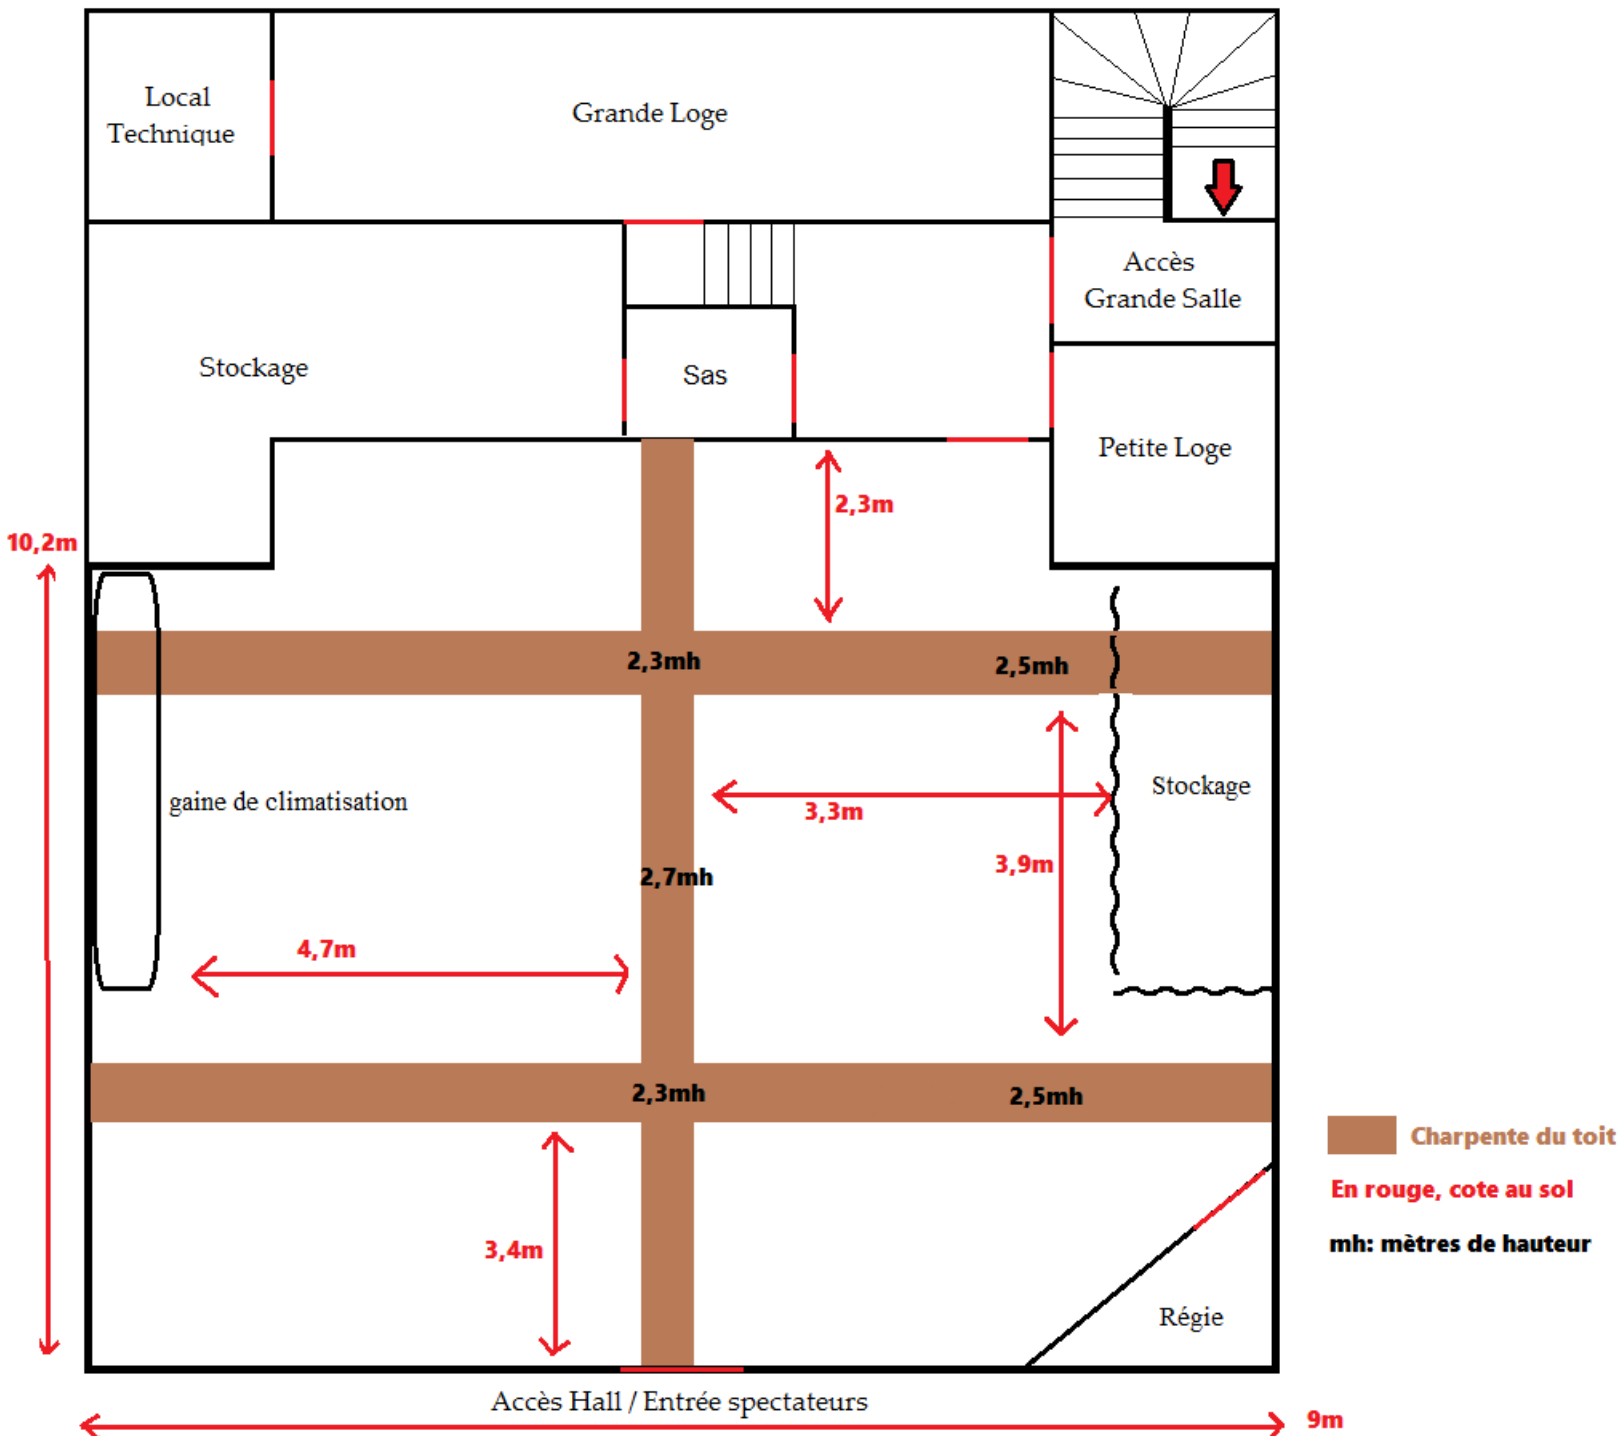 Local
Technique
Grande Loge
Accès
Grande Salle
Stockage
Sas
Petite Loge
2,3m
10,2m
2,3mh
2,5mh
gaine de climatisation
3,3m
Stockage
3,9m
2,7mh
4,7m
2,3mh
2,5mh
Charpente du toit
En rouge, cote au sol
mh: mètres de hauteur
3,4m
Régie
Accès Hall / Entrée spectateurs
9m